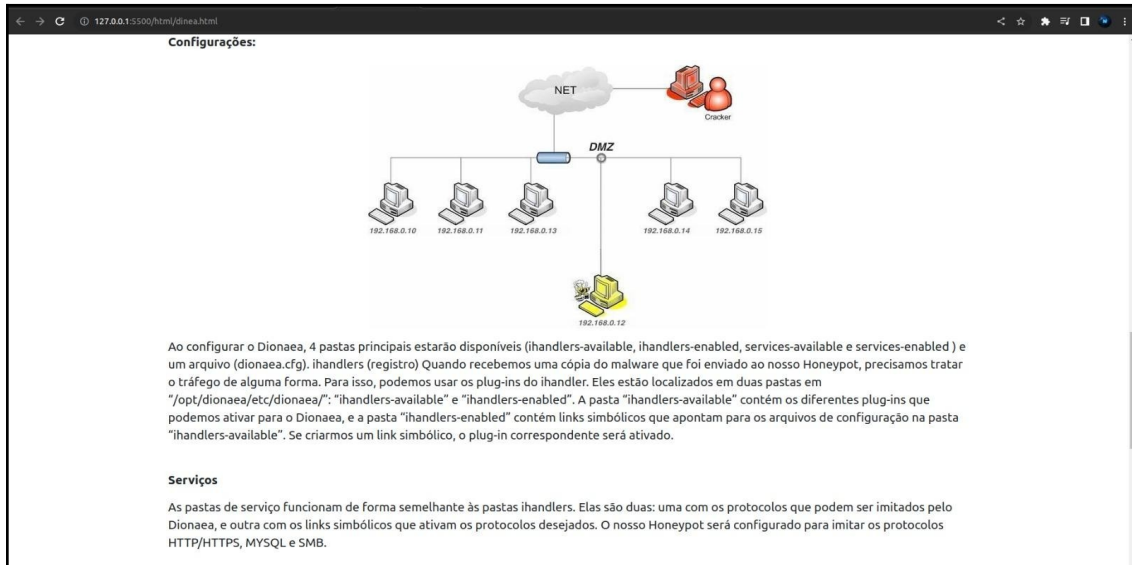 127.0.0.1:5500/html/dinea.html
Configurações:
NET
Cracker
DMZ
192.168.0.10
192.168.0.11
192.168.0.13
192.168.0.14
192.168.0.15
192.168.0.12
Ao configurar o Dionaea, 4 pastas principais estarão disponíveis (ihandlers-available, ihandlers-enabled, services-available e services-enabled ) e
um arquivo (dionaea.cfg). ihandlers (registro) Quando recebemos uma cópia do malware que foi enviado ao nosso Honeypot, precisamos tratar
o tráfego de alguma forma. Para isso, podemos usar os plug-ins do ihandler. Eles estão localizados em duas pastas em
“/opt/dionaea/etc/dionaea/”: “ihandlers-available” e “ihandlers-enabled”. A pasta “ihandlers-available” contém os diferentes plug-ins que
podemos ativar para o Dionaea, e a pasta “ihandlers-enabled” contém links simbólicos que apontam para os arquivos de configuração na pasta
“ihandlers-available”. Se criarmos um link simbólico, o plug-in correspondente será ativado.
Serviços
As pastas de serviço funcionam de forma semelhante às pastas ihandlers. Elas são duas: uma com os protocolos que podem ser imitados pelo
Dionaea, e outra com os links simbólicos que ativam os protocolos desejados. O nosso Honeypot será configurado para imitar os protocolos
HTTP/HTTPS, MYSQL e SMB.